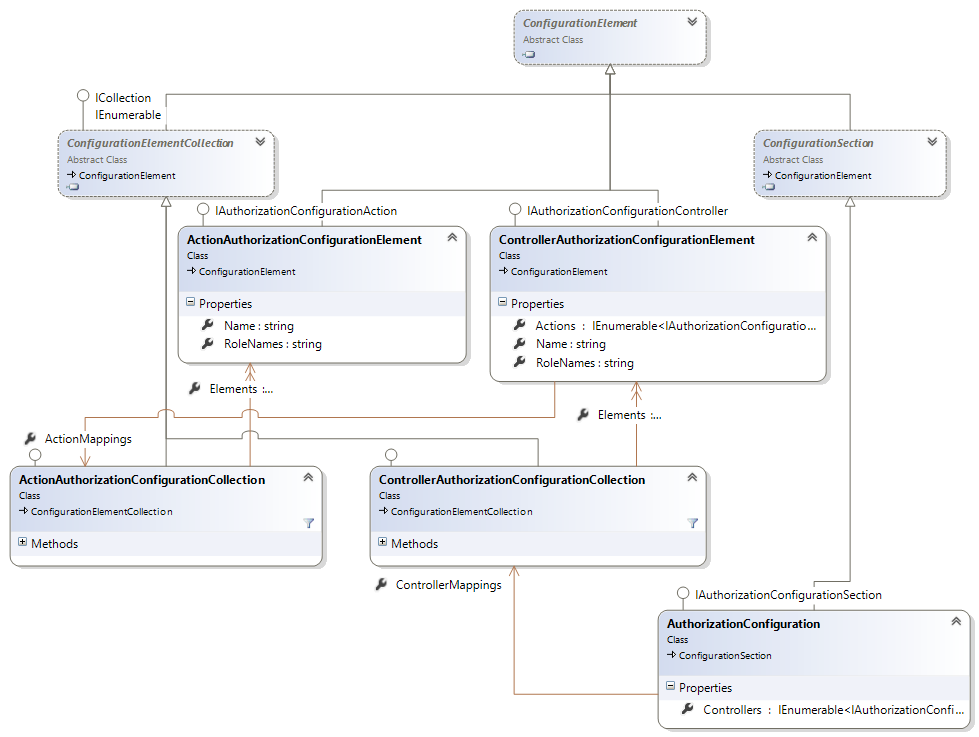 ConfigurationElement
Abstract Class
ICollection
IEnumerable
ConfigurationElementCollection
Abstract Class
ConfigurationElement
ConfigurationSection
Abstract Class
ConfigurationElement
IAuthorizationConfigurationAction
ActionAuthorizationConfigurationElement
Class
ConfigurationElement
Properties
Name : string
RoleNames : string
IAuthorizationConfigurationController
ControllerAuthorizationConfigurationElement
Class
ConfigurationElement
Properties
Actions : IEnumerable<IAuthorizationConfiguratio...
Name : string
RoleNames : string
Elements :...
Elements :...
ActionMappings
ActionAuthorizationConfigurationCollection
Class
ConfigurationElementCollection
Methods
ControllerAuthorizationConfigurationCollection
Class
ConfigurationElementCollection
Methods
ControllerMappings
IAuthorizationConfigurationSection
AuthorizationConfiguration
Class
ConfigurationSection
Properties
Controllers : IEnumerable<IAuthorizationConfi...